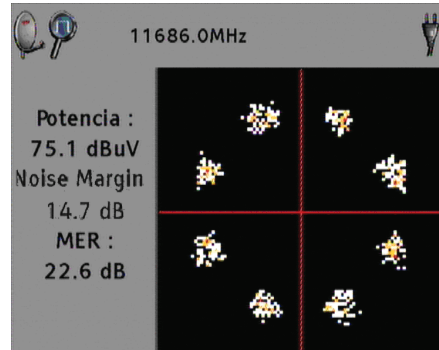 11686.0MHz
Potencia :
75.1 dBuV
Noise Margin
14.7 dB
MER :
22.6 dB